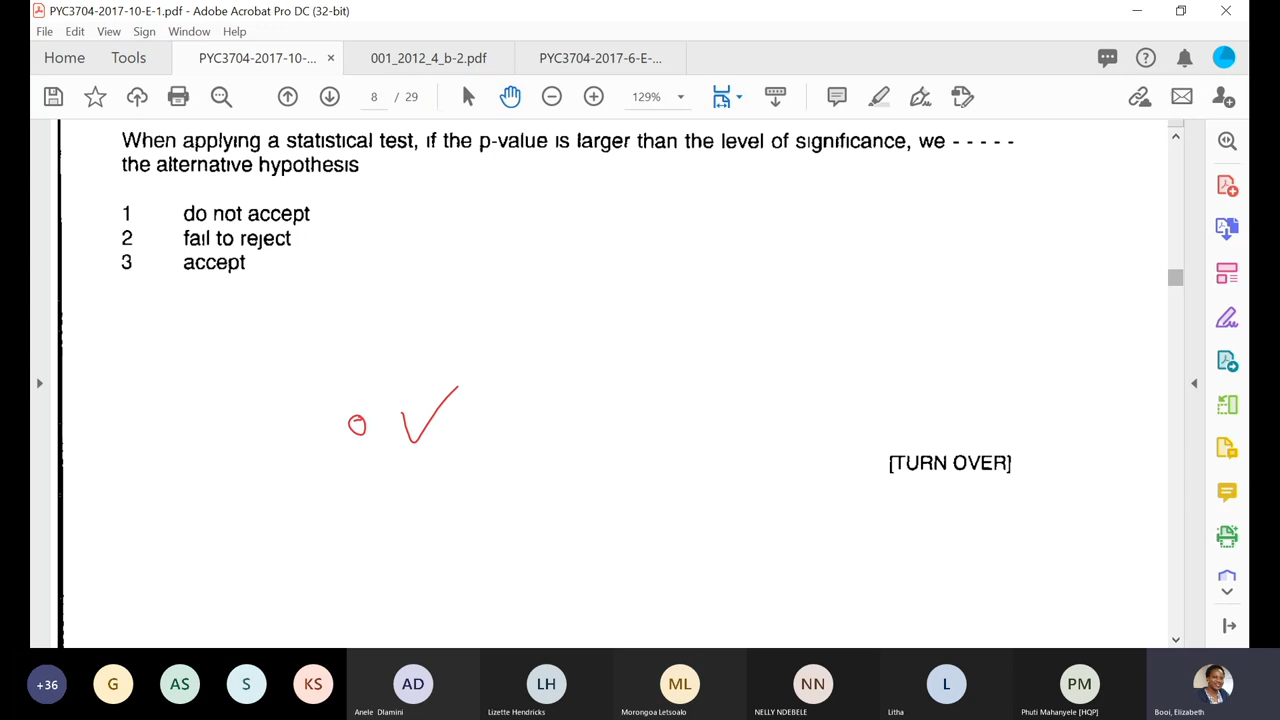 PYC3704-2017-10-E-1.pdf - Adobe Acrobat Pro DC (32-bit)
File Edit View Sign Window Help
Home Tools PYC3704-2017-10-... × 001_2012_4_b-2.pdf PYC3704-2017-6-E-...
8 / 29 129%
When applying a statistical test, if the p-value is larger than the level of significance, we - - - - -
the alternative hypothesis
1 do not accept
2 fail to reject
3 accept
[TURN OVER]
+36 G AS S KS AD LH ML NN L PM
Anele Dlamini Lizette Hendricks Morongoa Letsoalo NELLY NDEBELE Litha Phuti Mahanyele [HQP] Booi, Elizabeth